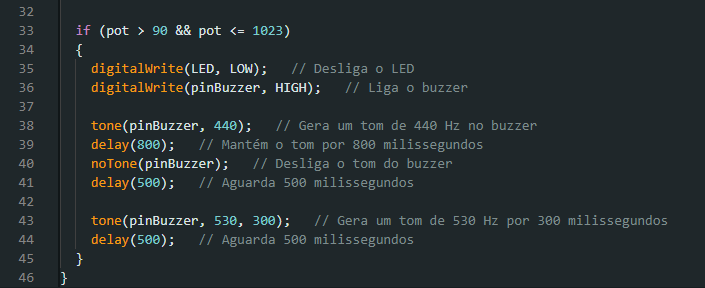 32
33 if (pot > 90 && pot <= 1023)
34 {
35 digitalWrite(LED, LOW); // Desliga o LED
36 digitalWrite(pinBuzzer, HIGH); // Liga o buzzer
37
38 tone(pinBuzzer, 440); // Gera um tom de 440 Hz no buzzer
39 delay(800); // Mantém o tom por 800 milissegundos
40 noTone(pinBuzzer); // Desliga o tom do buzzer
41 delay(500); // Aguarda 500 milissegundos
42
43 tone(pinBuzzer, 530, 300); // Gera um tom de 530 Hz por 300 milissegundos
44 delay(500); // Aguarda 500 milissegundos
45 }
46 }